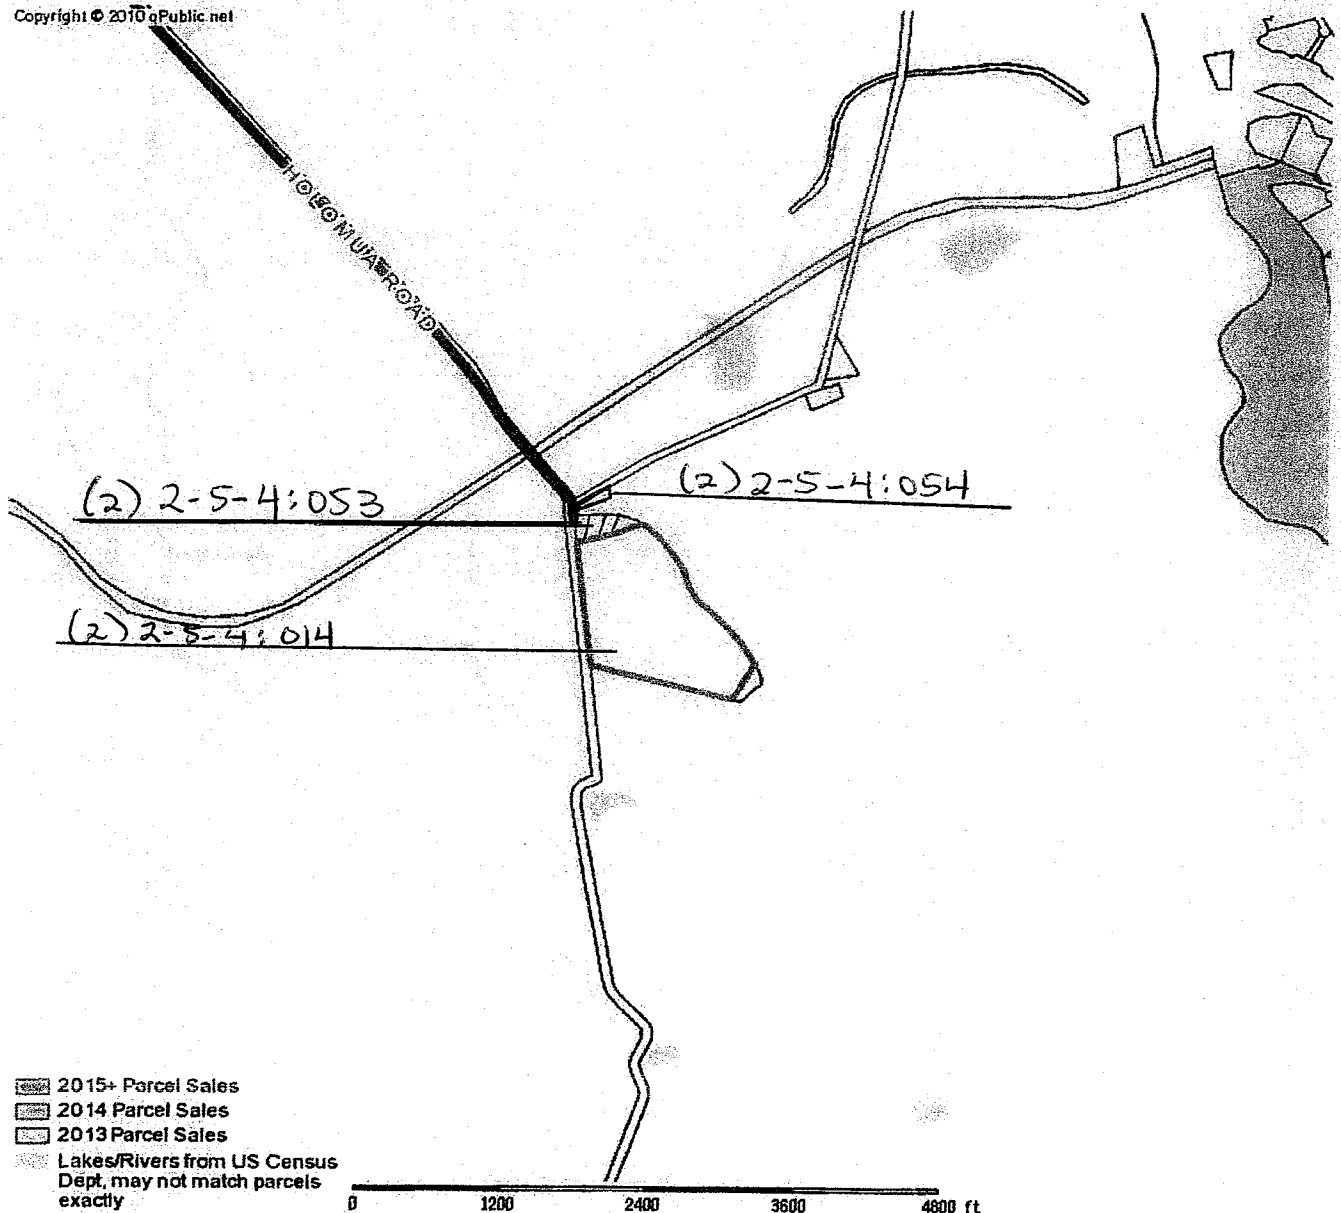 Copyright © 2010 qPublic.net
HOLOMUA ROAD
(2) 2-5-4:053
(2) 2-5-4:054
(2) 2-5-4:014
2015+ Parcel Sales
2014 Parcel Sales
2013 Parcel Sales
Lakes/Rivers from US Census
Dept, may not match parcels
exactly
0 1200 2400 3600 4800 ft